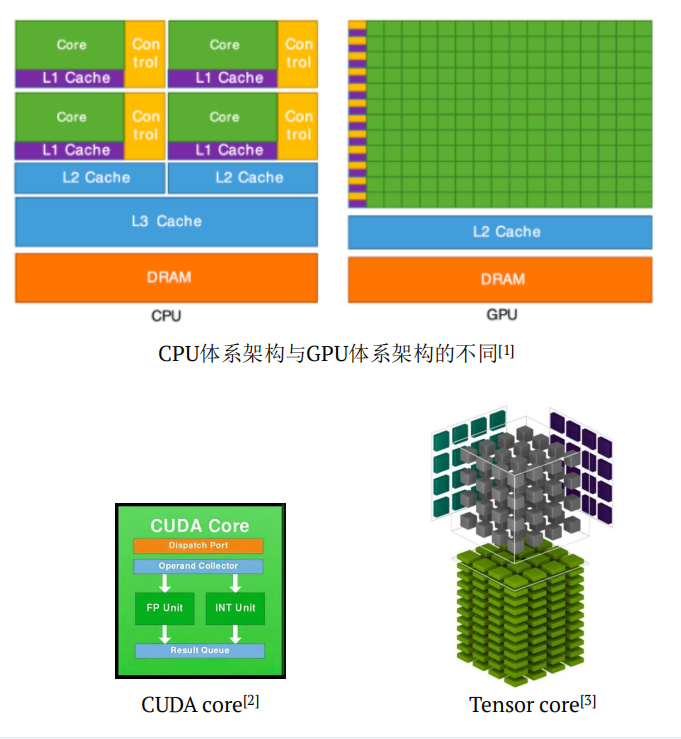 Core
Con
trol
Core
Con
trol
L1 Cache
L1 Cache
Core
Con
trol
Core
Con
trol
L1 Cache
L1 Cache
L2 Cache
L2 Cache
L3 Cache
DRAM
CPU
L2 Cache
DRAM
GPU
CPU体系架构与GPU体系架构的不同[1]
CUDA Core
Dispatch Port
Operand Collector
FP Unit
INT Unit
Result Queue
CUDA core[2]
Tensor core[3]